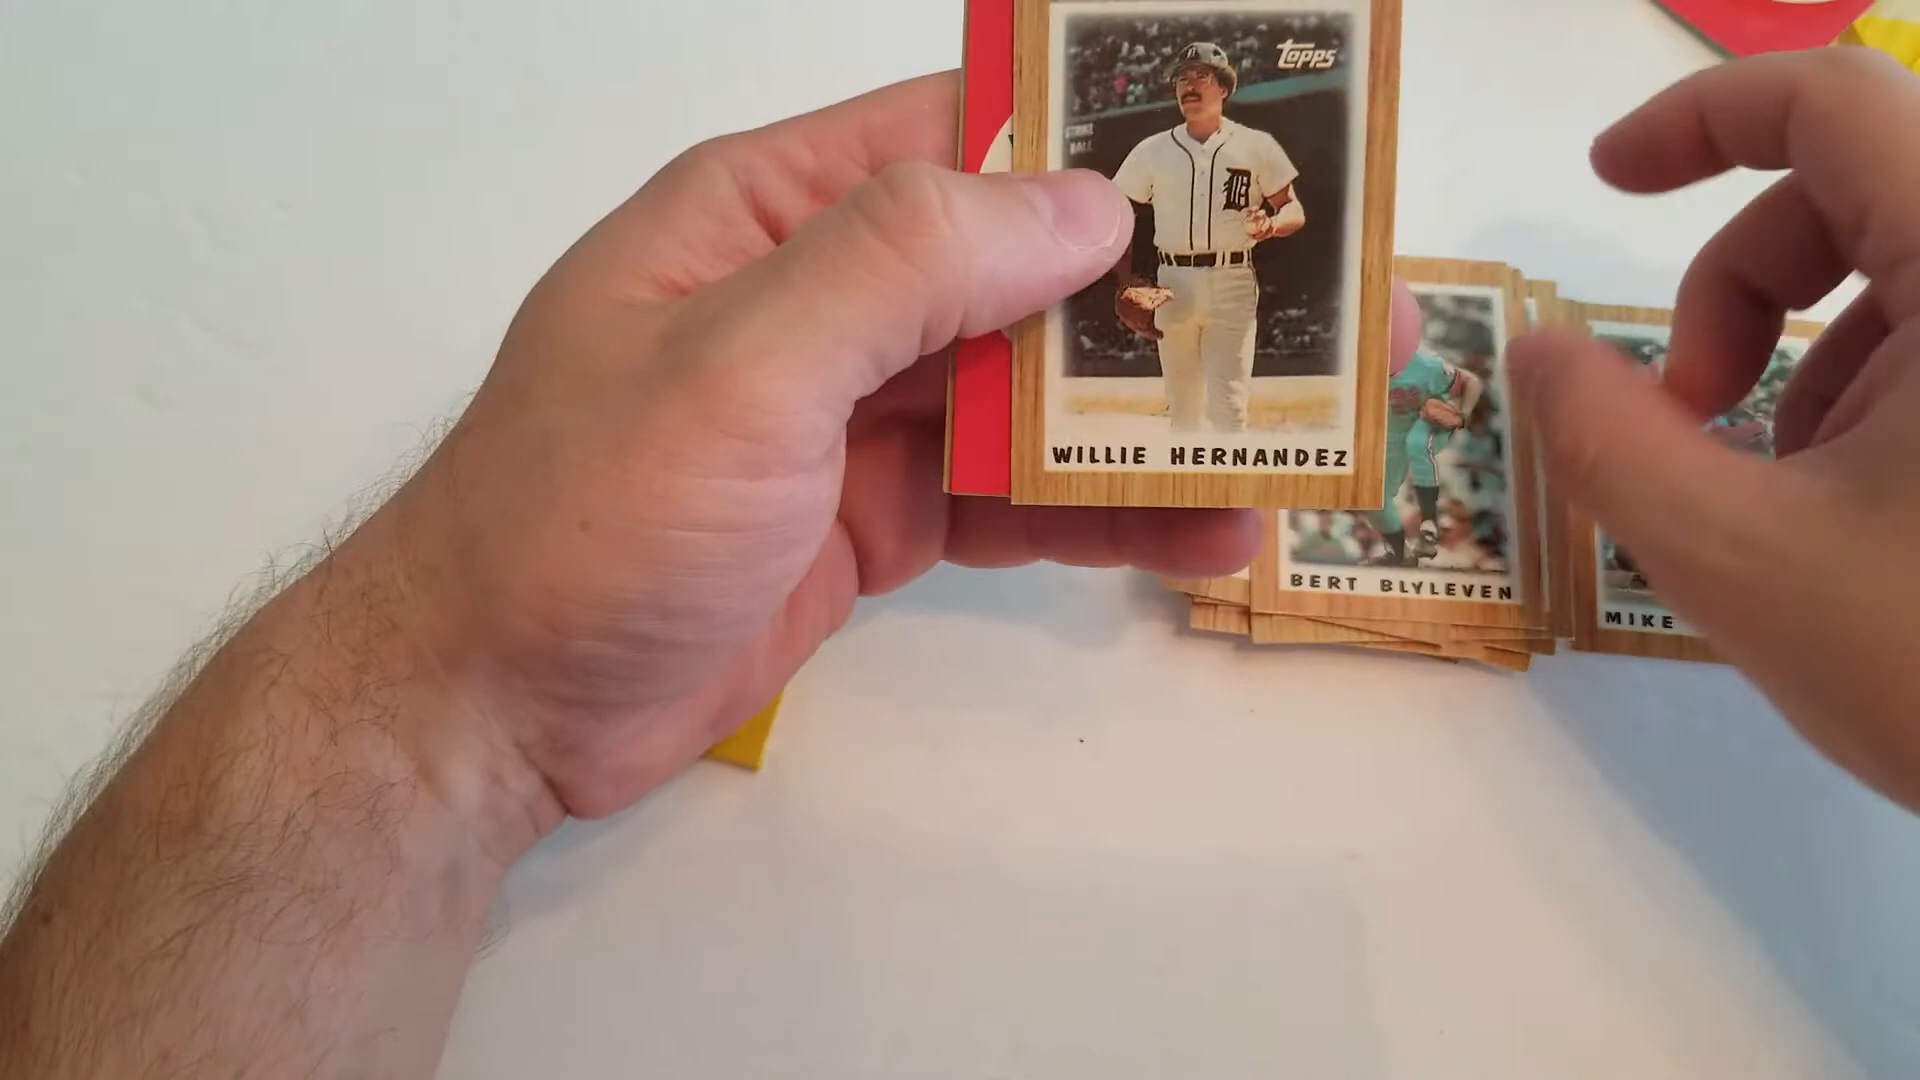 topps
STRIKE
BALL
D
WILLIE HERNANDEZ
BERT BLYLEVEN
MIKE